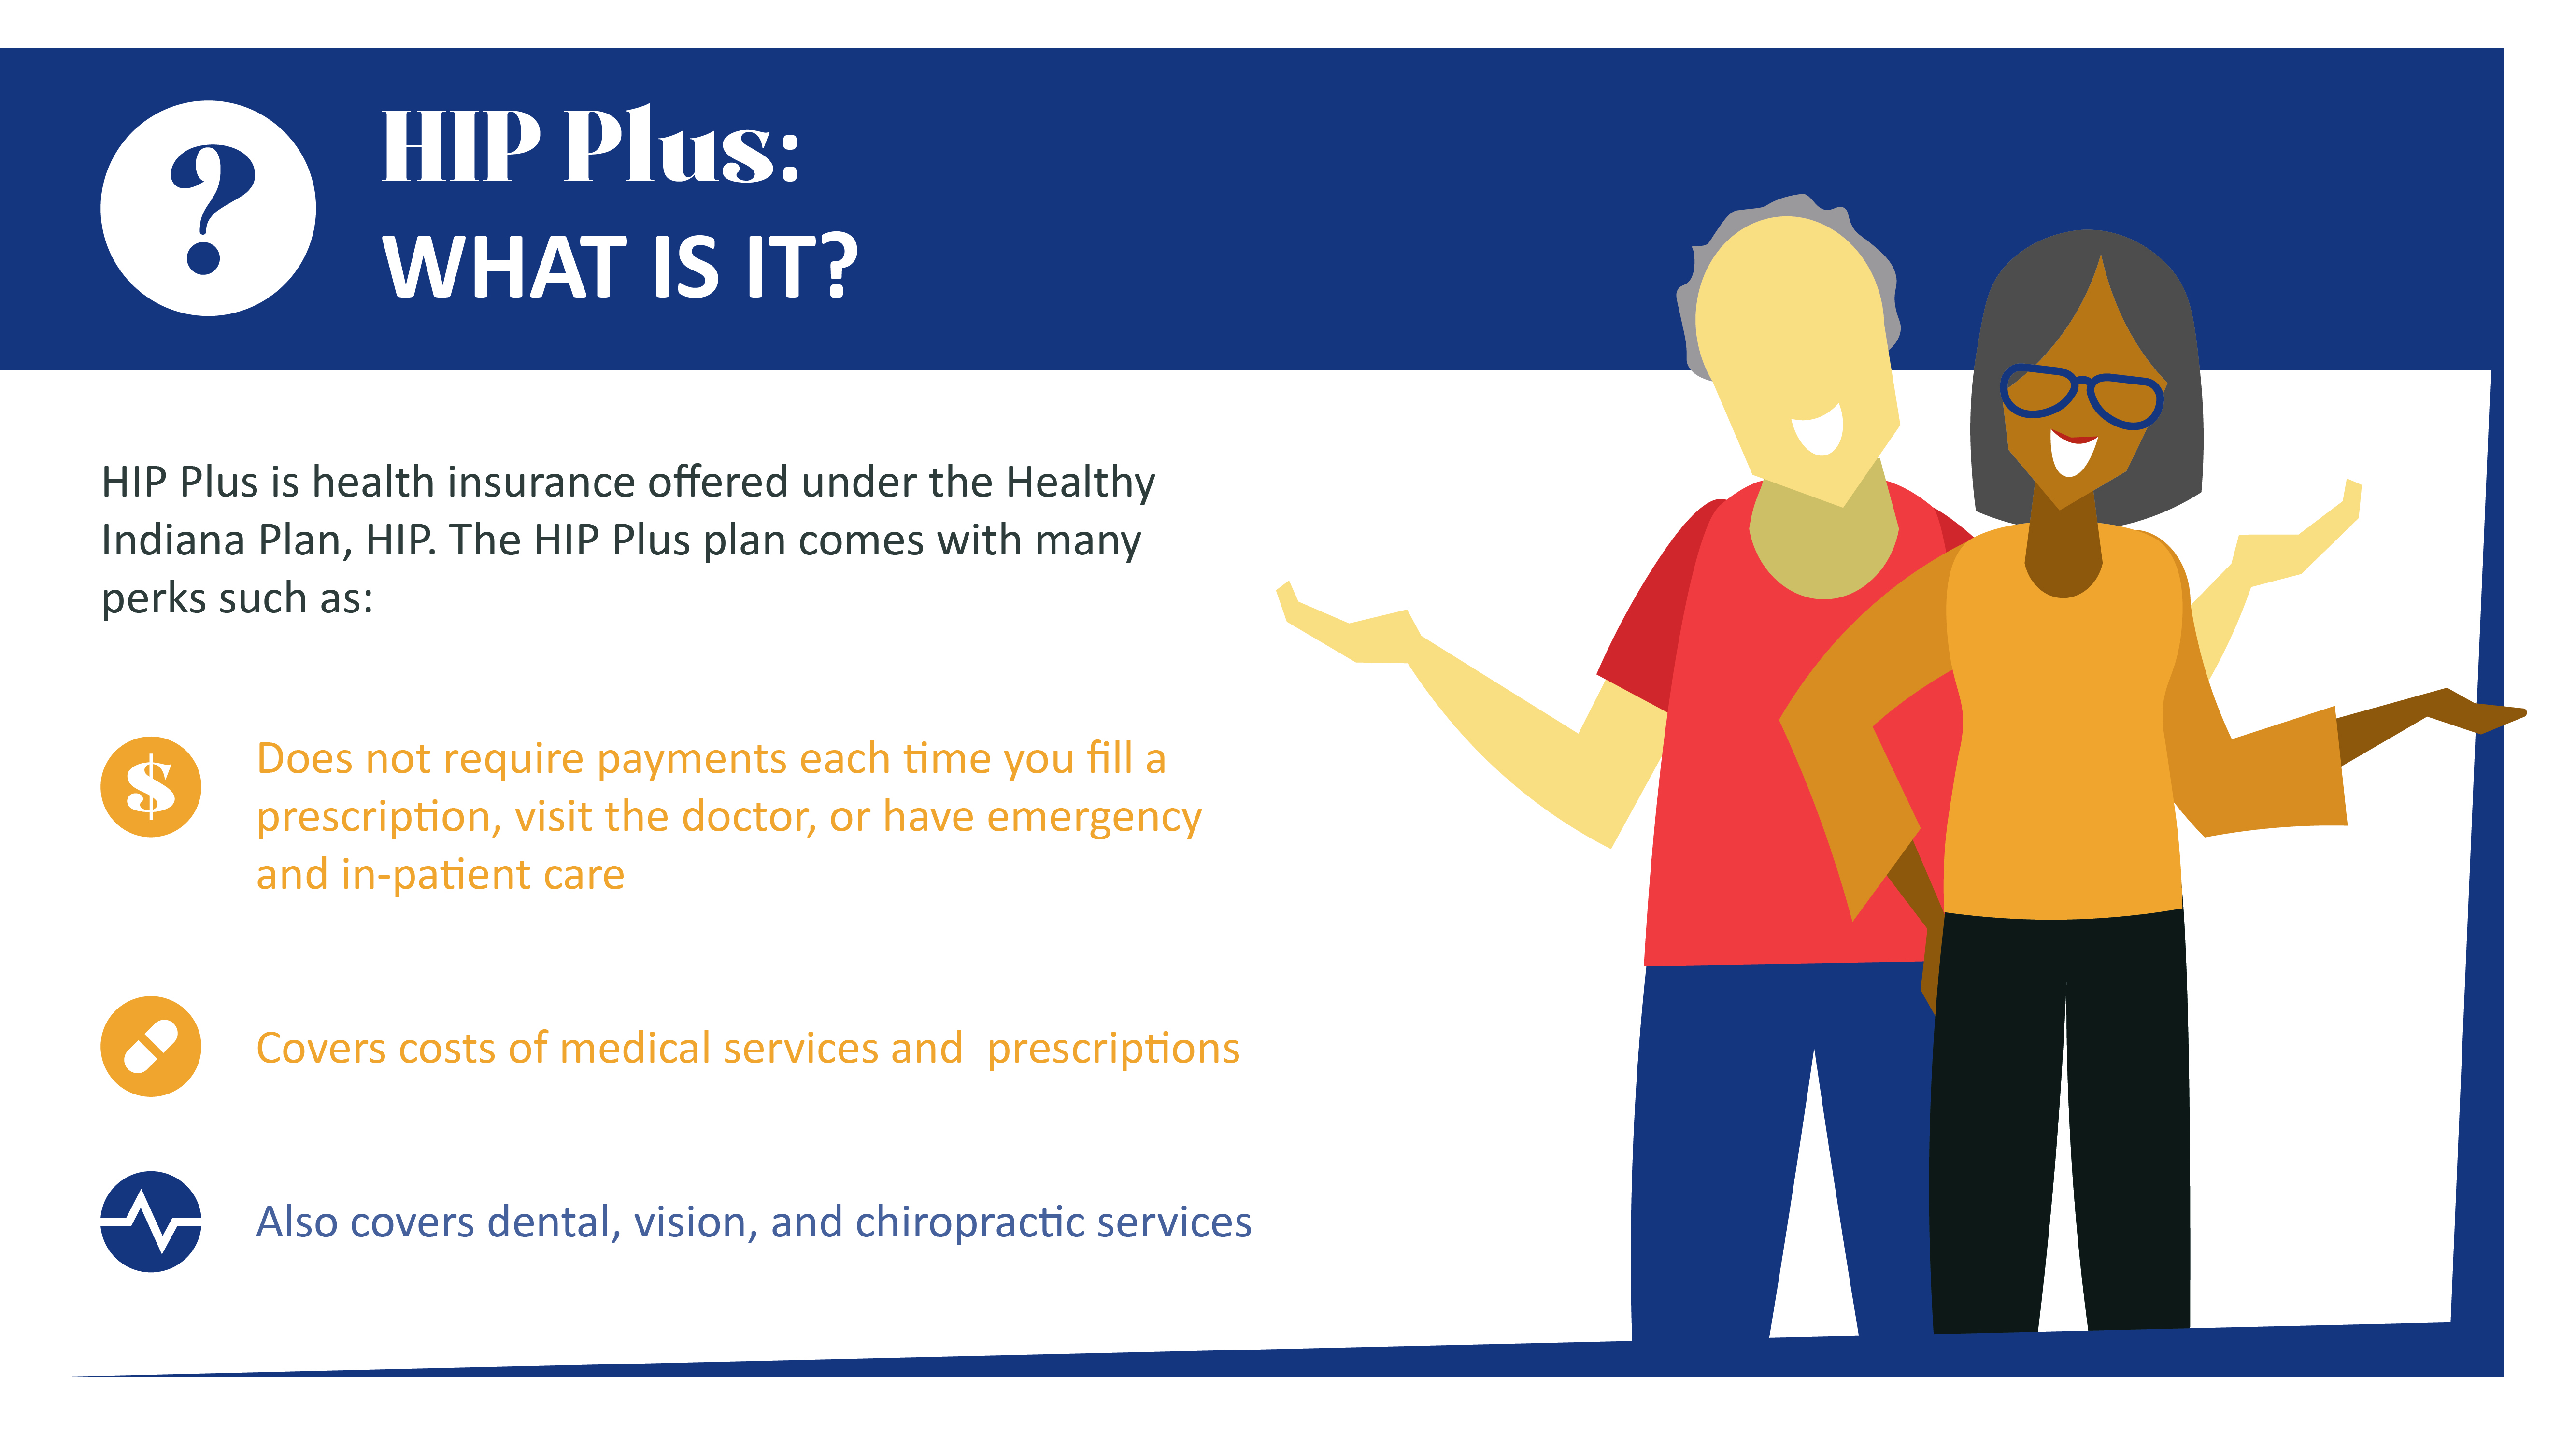 ?
HIP Plus:
WHAT IS IT?
HIP Plus is health insurance offered under the Healthy
Indiana Plan, HIP. The HIP Plus plan comes with many
perks such as:
$
Does not require payments each time you fill a
prescription, visit the doctor, or have emergency
and in-patient care
Covers costs of medical services and  prescriptions
Also covers dental, vision, and chiropractic services